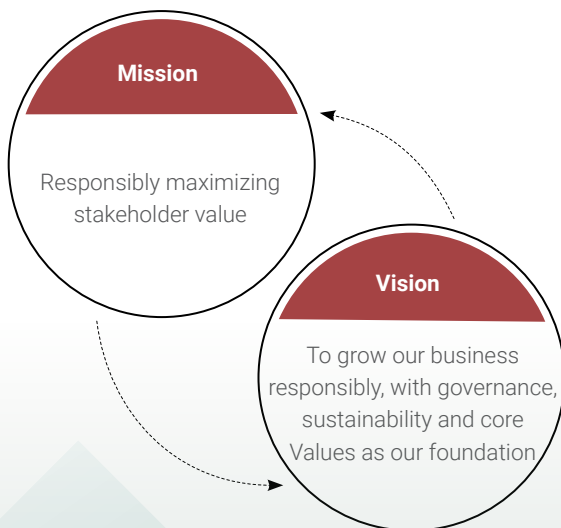 Mission
Responsibly maximizing
stakeholder value
Vision
To grow our business
responsibly, with governance,
sustainability and core
Values as our foundation